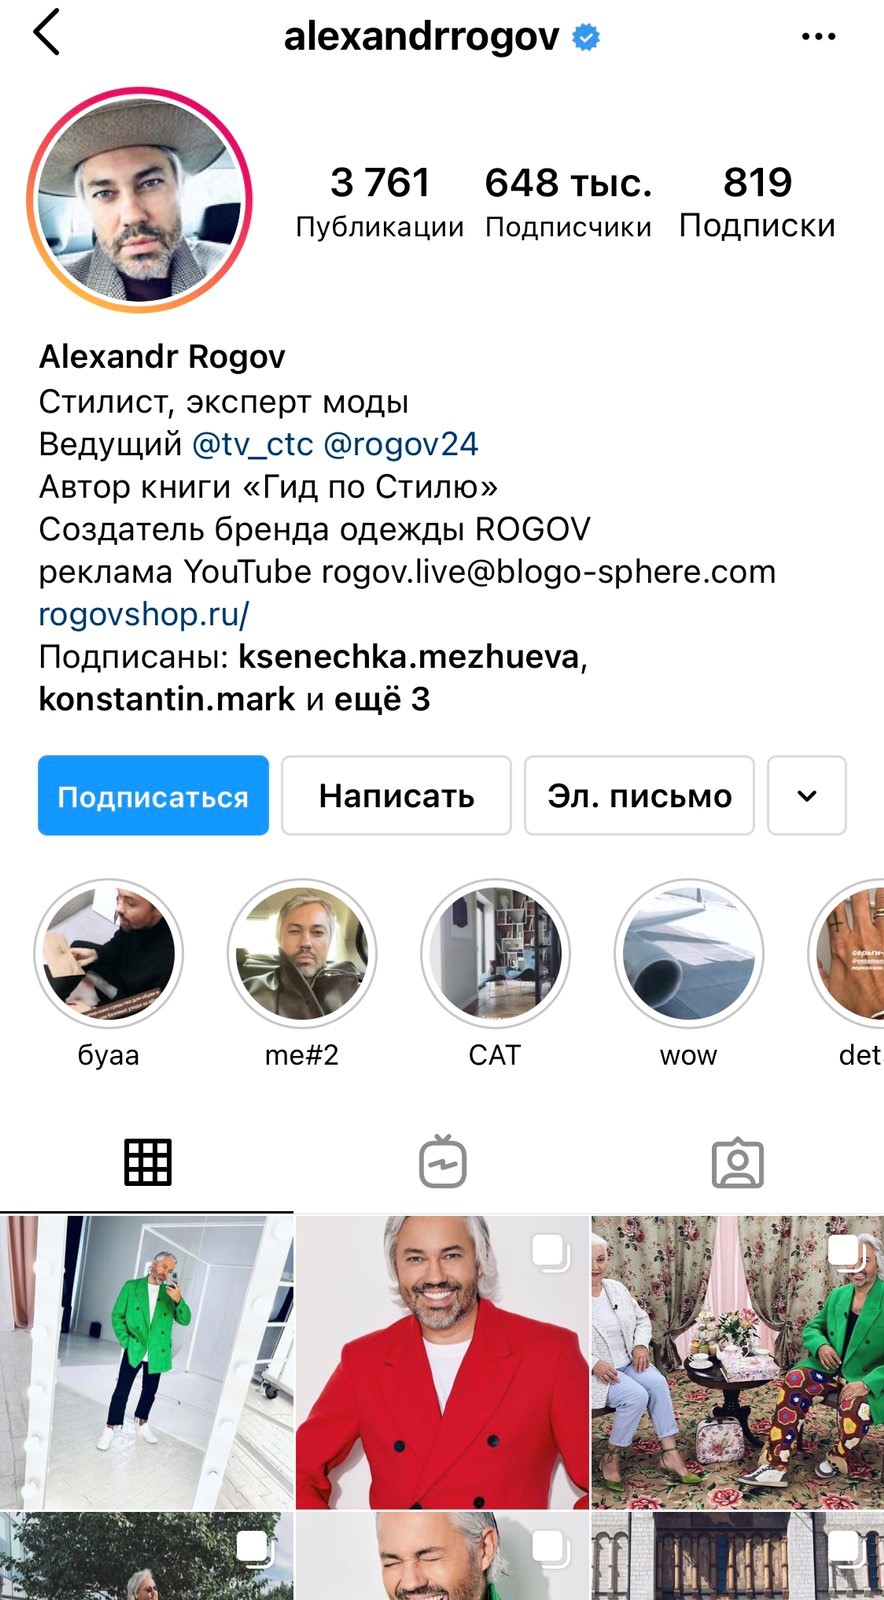 alexandrrogov
3 761
648 тыс.
819
Публикации
Подписчики
Подписки
Alexandr Rogov
Стилист, эксперт моды
Ведущий @tv_ctc @rogov24
Автор книги «Гид по Стилю»
Создатель бренда одежды ROGOV
реклама YouTube rogov.live@blogo-sphere.com
rogovshop.ru/
Подписаны: ksenechka.mezhueva,
konstantin.mark и ещё 3
Подписаться
Написать
Эл. письмо
буаа
me#2
CAT
wow
det